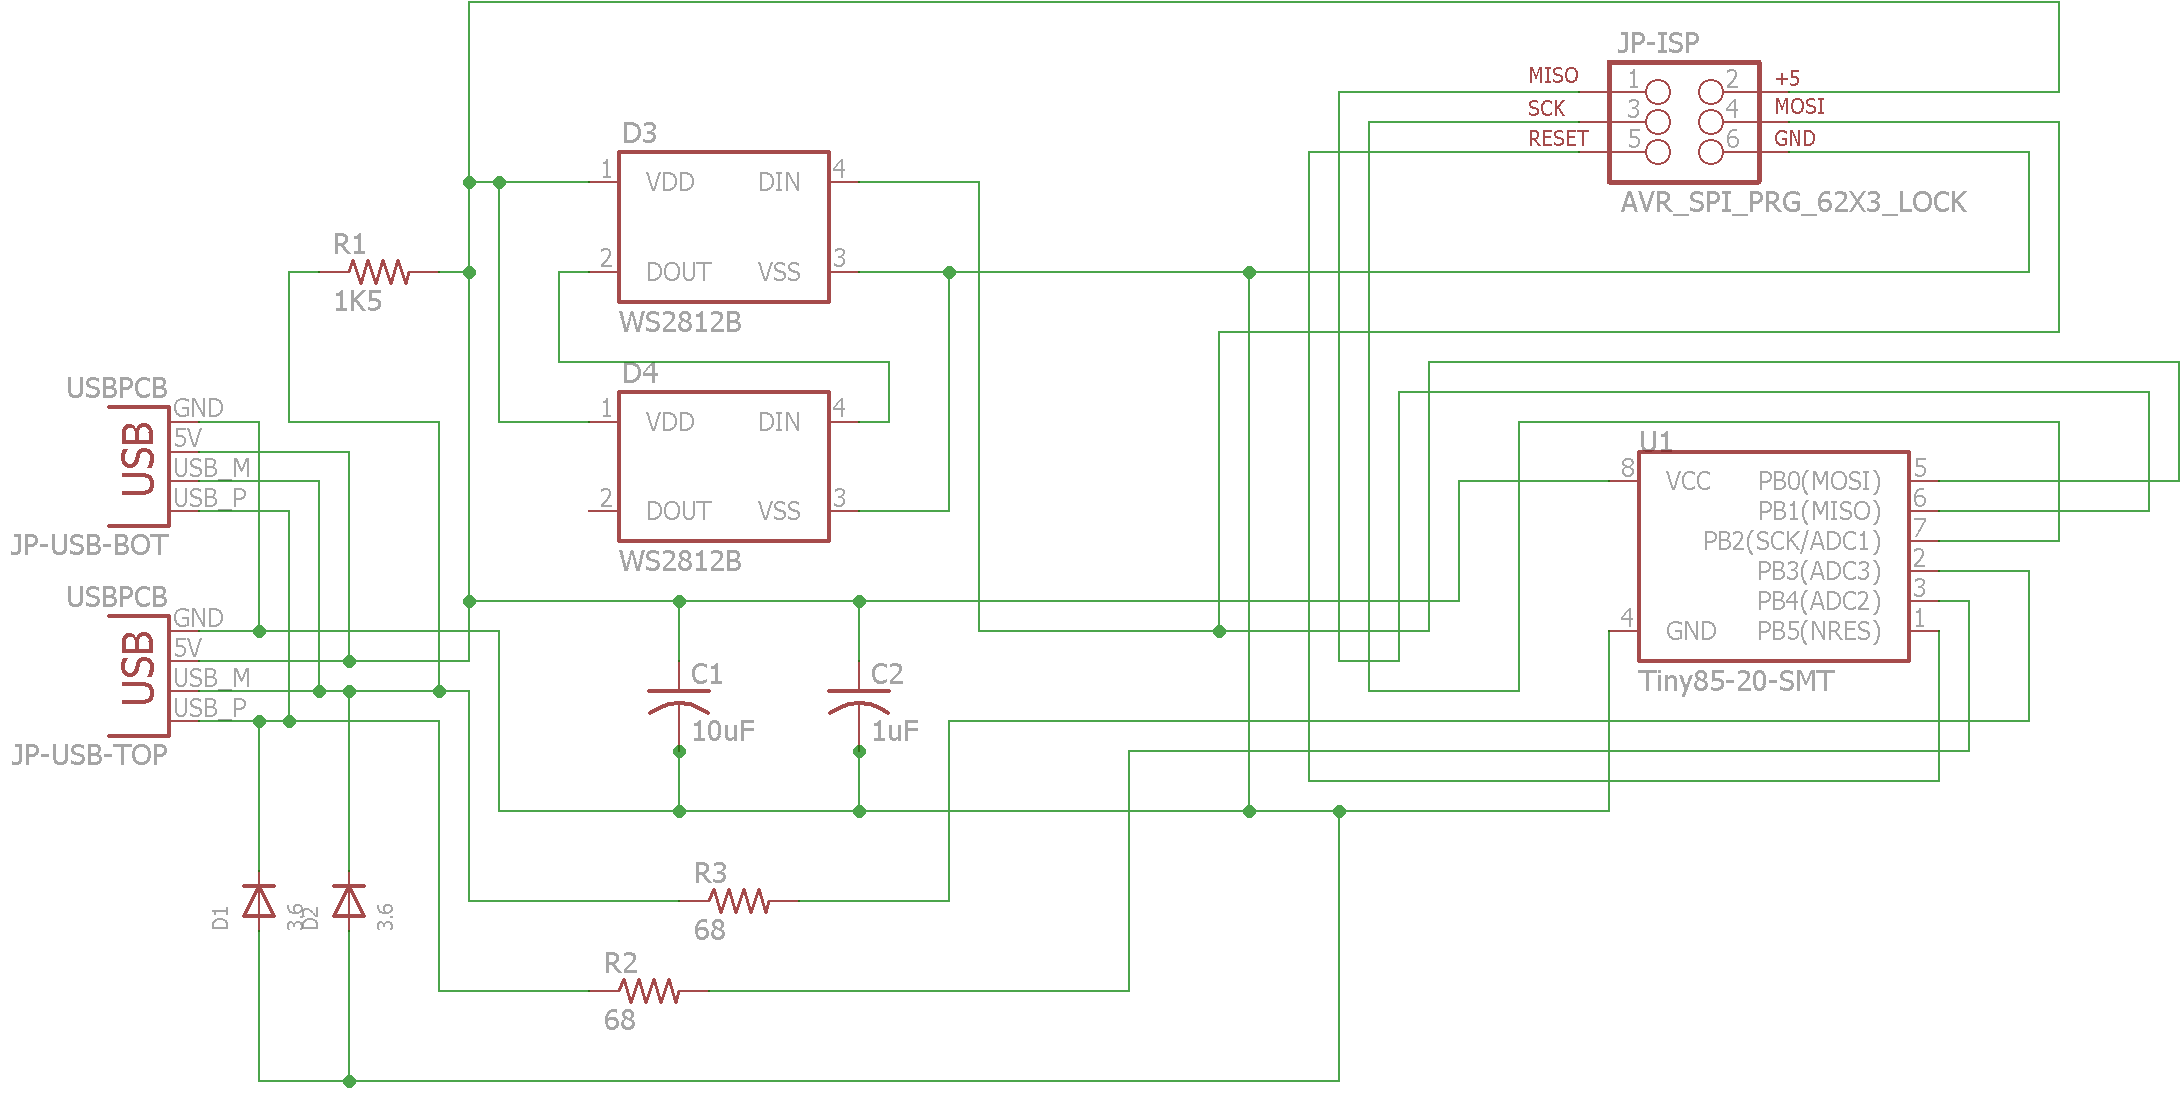 JP-ISP
MISO 1 2 +5
SCK 3 4 MOSI
RESET 5 6 GND
AVR_SPI_PRG_62X3_LOCK
D3
1 VDD DIN 4
2 DOUT VSS 3
WS2812B
R1
1K5
D4
1 VDD DIN 4
2 DOUT VSS 3
WS2812B
USBPCB
GND
5V
USB_M
USB_P
USB
JP-USB-BOT
USBPCB
GND
5V
USB_M
USB_P
USB
JP-USB-TOP
U1
8 VCC PB0(MOSI) 5
PB1(MISO) 6
PB2(SCK/ADC1) 7
PB3(ADC3) 2
PB4(ADC2) 3
4 GND PB5(NRES) 1
Tiny85-20-SMT
C1
10uF
C2
1uF
D1
3.6
D2
3.6
R3
68
R2
68